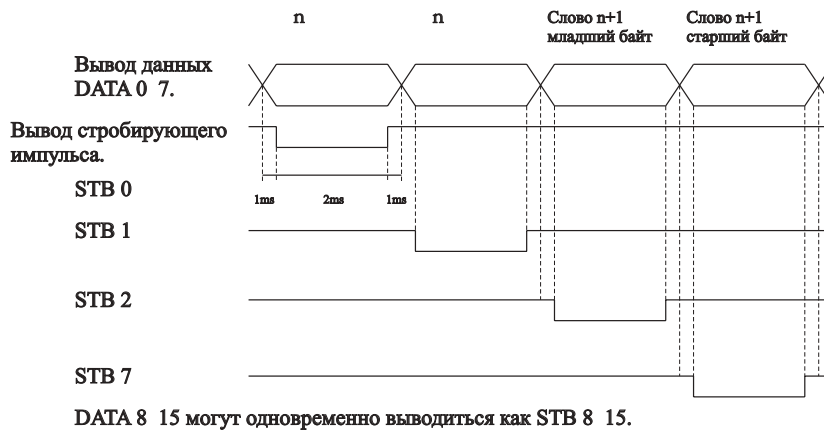 n n Слово n+1 Слово n+1
младший байт старший байт
Вывод данных
DATA 0 7.
Вывод стробирующего
импульса.
STB 0
1ms 2ms 1ms
STB 1
STB 2
STB 7
DATA 8 15 могут одновременно выводиться как STB 8 15.